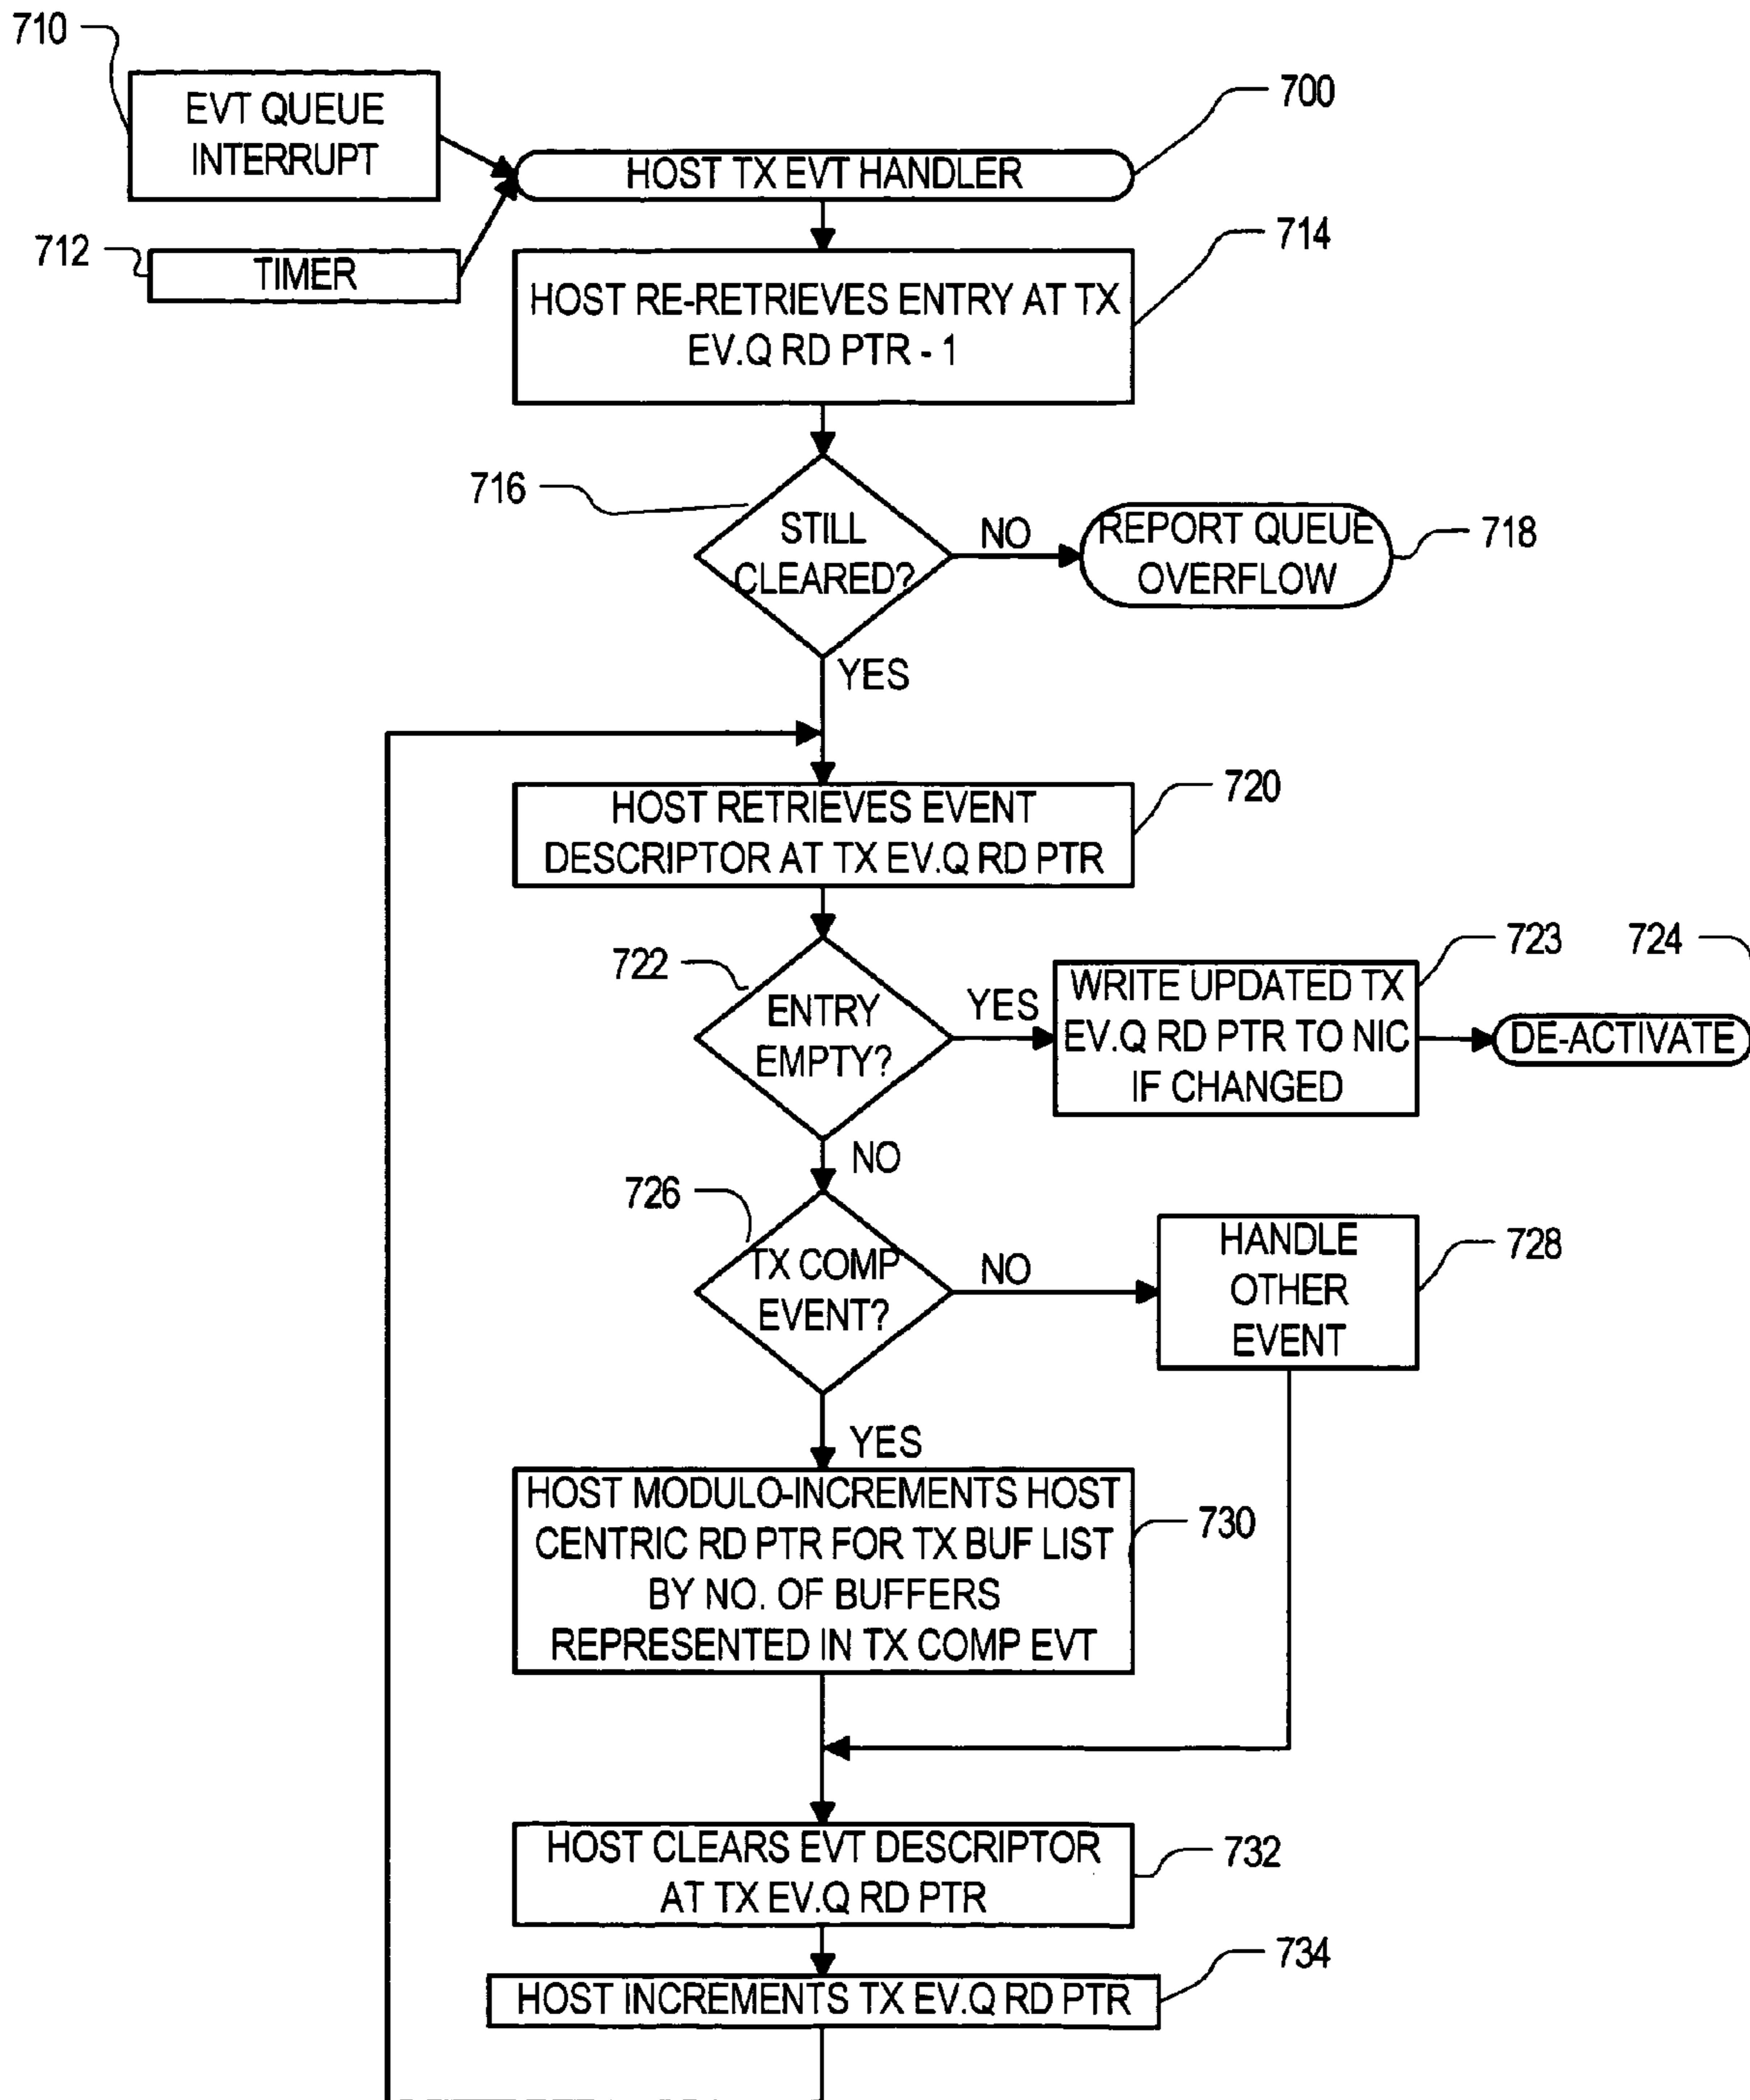 710
EVT QUEUE
INTERRUPT
700
HOST TX EVT HANDLER
712
TIMER
714
HOST RE-RETRIEVES ENTRY AT TX
EV.Q RD PTR - 1
716
STILL
CLEARED?
NO
REPORT QUEUE
OVERFLOW
718
YES
720
HOST RETRIEVES EVENT
DESCRIPTOR AT TX EV.Q RD PTR
722
ENTRY
EMPTY?
YES
723
WRITE UPDATED TX
EV.Q RD PTR TO NIC
IF CHANGED
724
DE-ACTIVATE
NO
726
TX COMP
EVENT?
NO
HANDLE
OTHER
EVENT
728
YES
HOST MODULO-INCREMENTS HOST
CENTRIC RD PTR FOR TX BUF LIST
BY NO. OF BUFFERS
REPRESENTED IN TX COMP EVT
730
HOST CLEARS EVT DESCRIPTOR
AT TX EV.Q RD PTR
732
734
HOST INCREMENTS TX EV.Q RD PTR